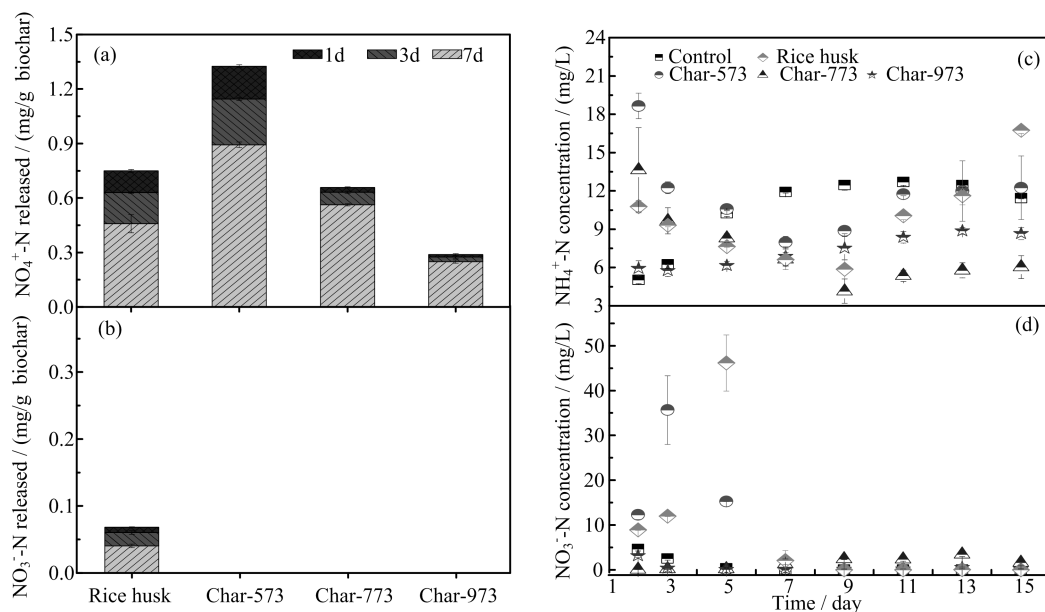 (a)
1d 3d 7d
1.5
1.2
0.9
0.6
0.3
0.0
NO₄⁺-N released / (mg/g biochar)
(b)
0.3
0.2
0.1
0.0
NO₃⁻-N released / (mg/g biochar)
Rice husk Char-573 Char-773 Char-973
(c)
Control Rice husk
Char-573 Char-773 Char-973
24
21
18
15
12
9
6
3
NH₄⁺-N concentration / (mg/L)
(d)
50
40
30
20
10
0
NO₃⁻-N concentration / (mg/L)
1 3 5 7 9 11 13 15
Time / day